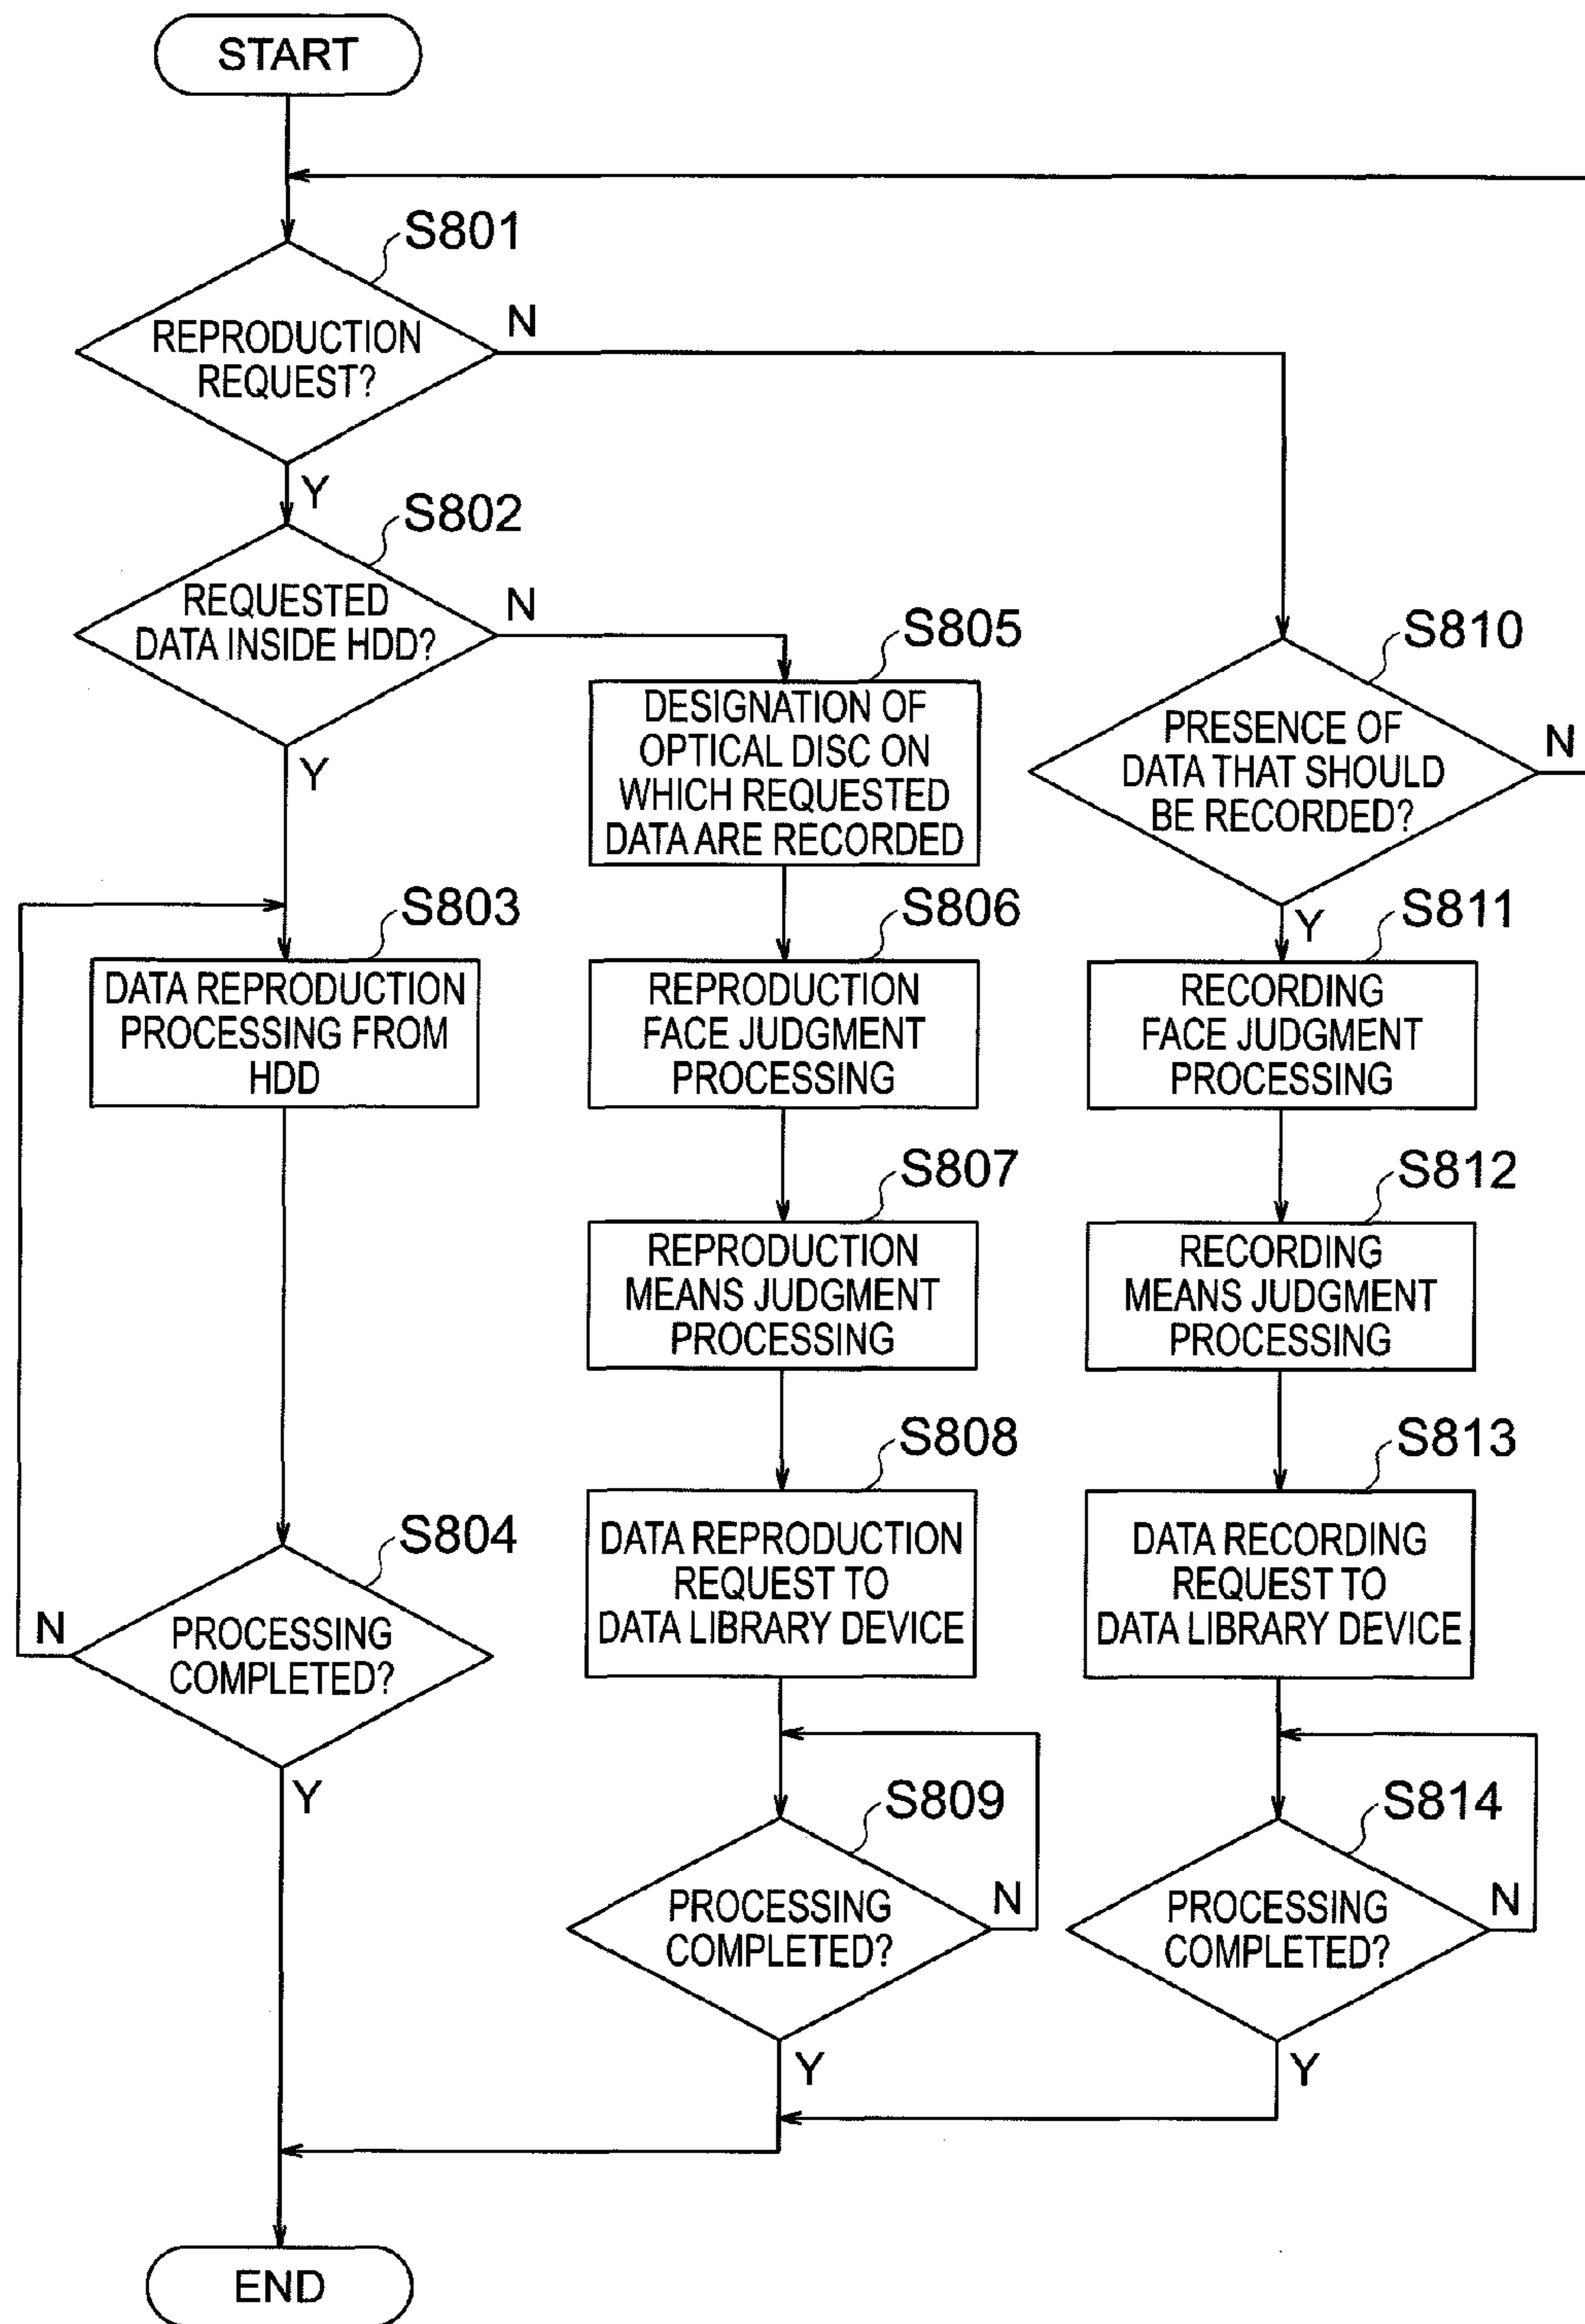 START
S801
REPRODUCTION
REQUEST?
N
Y
S802
REQUESTED
DATA INSIDE HDD?
N
Y
S803
DATA REPRODUCTION
PROCESSING FROM
HDD
S804
PROCESSING
COMPLETED?
N
Y
S805
DESIGNATION OF
OPTICAL DISC ON
WHICH REQUESTED
DATA ARE RECORDED
S806
REPRODUCTION
FACE JUDGMENT
PROCESSING
S807
REPRODUCTION
MEANS JUDGMENT
PROCESSING
S808
DATA REPRODUCTION
REQUEST TO
DATA LIBRARY DEVICE
S809
PROCESSING
COMPLETED?
N
Y
S810
PRESENCE OF
DATA THAT SHOULD
BE RECORDED?
N
Y
S811
RECORDING
FACE JUDGMENT
PROCESSING
S812
RECORDING
MEANS JUDGMENT
PROCESSING
S813
DATA RECORDING
REQUEST TO
DATA LIBRARY DEVICE
S814
PROCESSING
COMPLETED?
N
Y
END